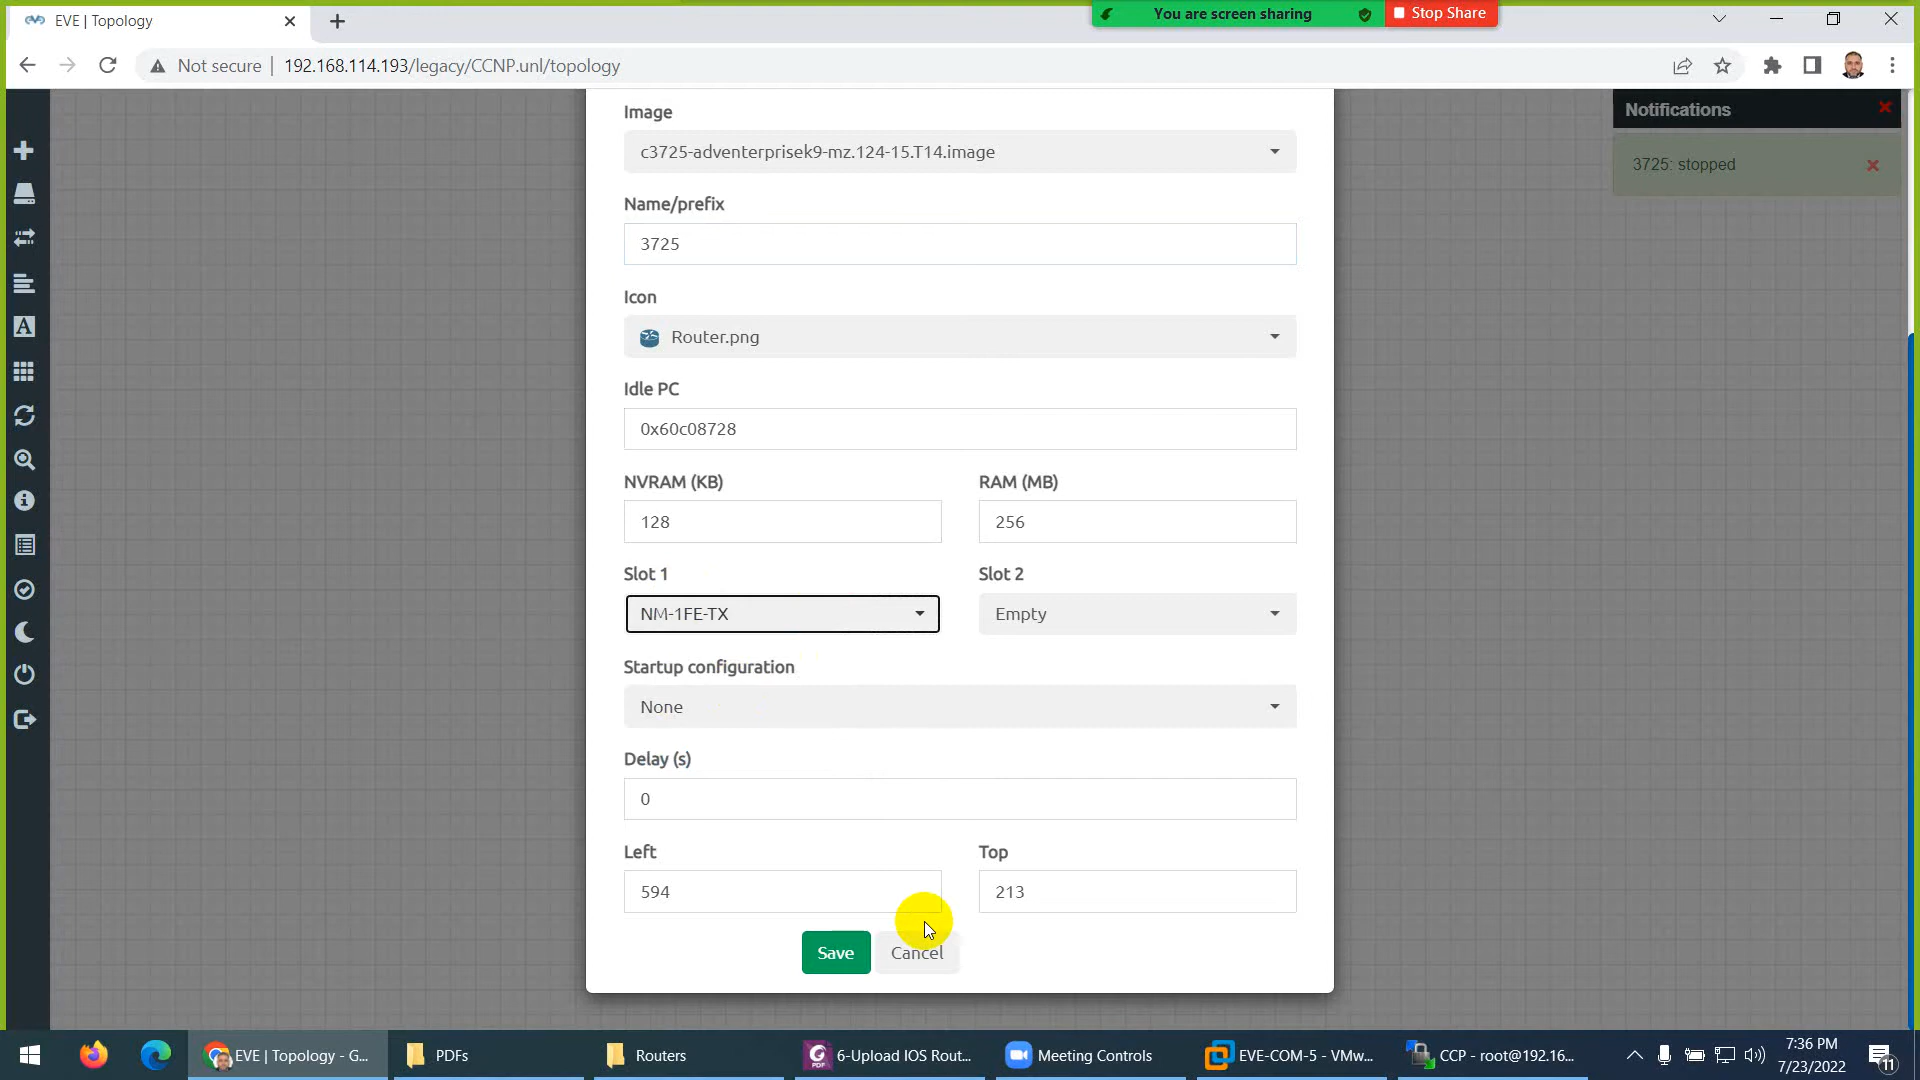 EVE | Topology
You are screen sharing
Stop Share
Not secure
192.168.114.193/legacy/CCNP.unl/topology
Notifications
3725: stopped
Image
c3725-adventerprisek9-mz.124-15.T14.image
Name/prefix
3725
Icon
Router.png
Idle PC
0x60c08728
NVRAM (KB)
RAM (MB)
128
256
Slot 1
Slot 2
NM-1FE-TX
Empty
Startup configuration
None
Delay (s)
0
Left
Top
594
213
Save
Cancel
EVE | Topology - G...
PDFs
Routers
6-Upload IOS Rout...
Meeting Controls
EVE-COM-5 - VMw...
CCP - root@192.16...
7:36 PM
7/23/2022
11